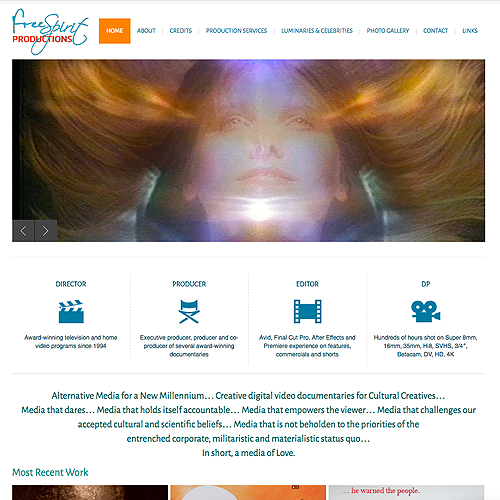 FreeSpirit
PRODUCTIONS
HOME ABOUT CREDITS PRODUCTION SERVICES LUMINARIES & CELEBRITIES PHOTO GALLERY CONTACT LINKS
DIRECTOR PRODUCER EDITOR DP
Award-winning television and home
video programs since 1994
Executive producer, producer and co-
producer of several award-winning
documentaries
Avid, Final Cut Pro, After Effects and
Premiere experience on features,
commercials and shorts
Hundreds of hours shot on Super 8mm,
16mm, 35mm, Hi8, SVHS, 3/4",
Betacam, DV, HD, 4K
Alternative Media for a New Millennium… Creative digital video documentaries for Cultural Creatives…
Media that dares… Media that holds itself accountable… Media that empowers the viewer… Media that challenges our
accepted cultural and scientific beliefs… Media that is not beholden to the priorities of the
entrenched corporate, militaristic and materialistic status quo…
In short, a media of Love.
Most Recent Work
... he warned the people.